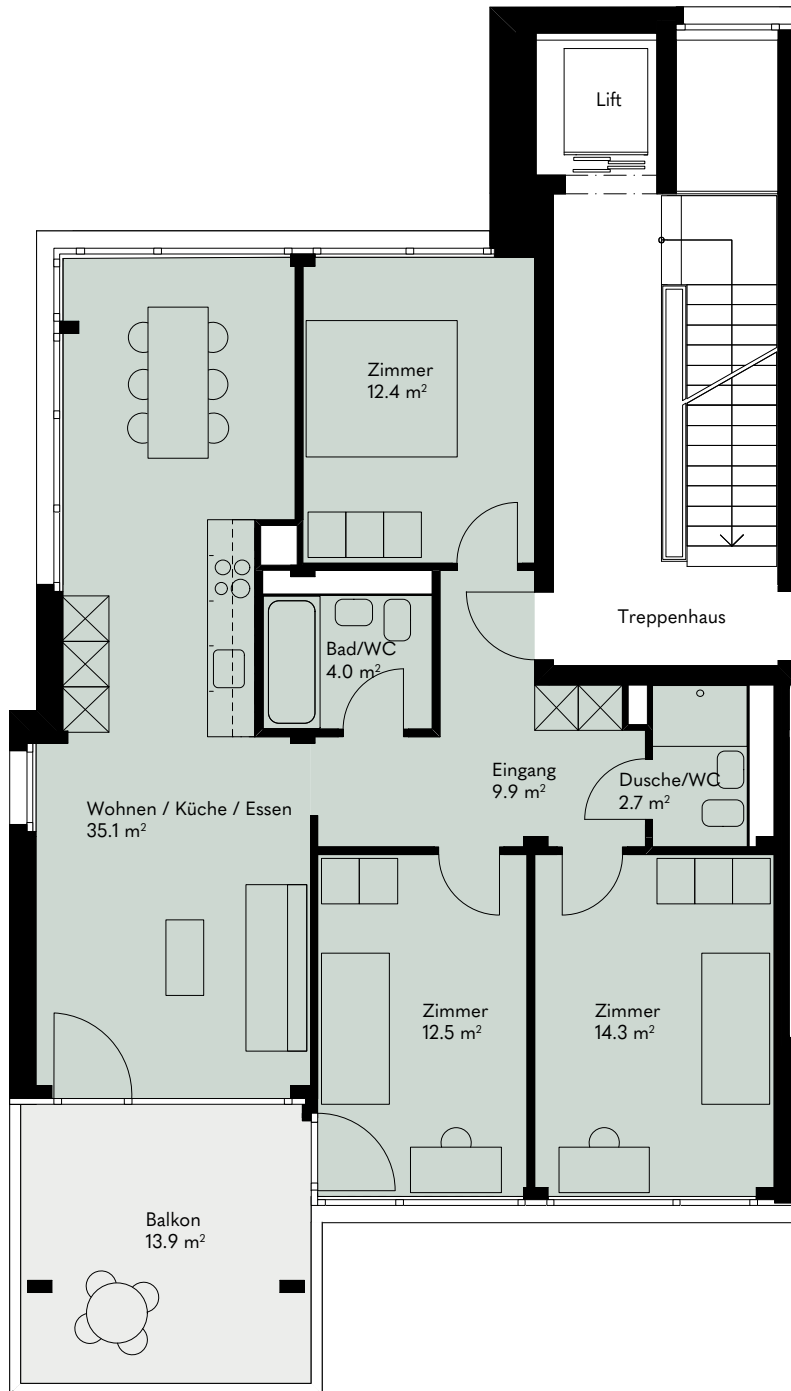 Lift
Zimmer
12.4 m²
Treppenhaus
Bad/WC
4.0 m²
Eingang
9.9 m²
Dusche/WC
2.7 m²
Wohnen / Küche / Essen
35.1 m²
Zimmer
12.5 m²
Zimmer
14.3 m²
Balkon
13.9 m²